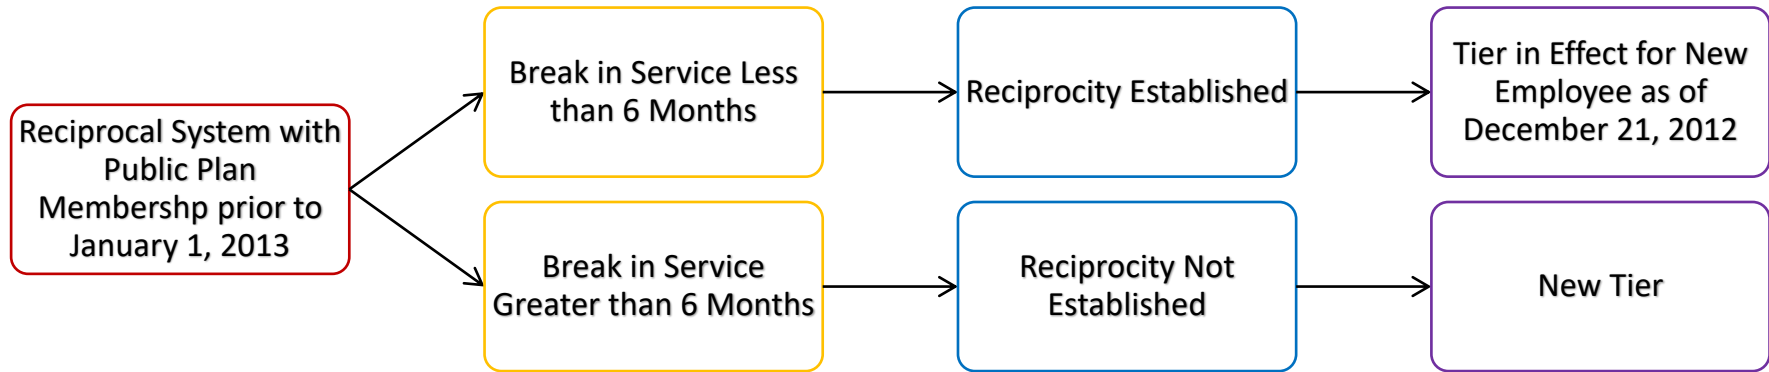 Reciprocal System with
Public Plan
Membershp prior to
January 1, 2013
Break in Service Less
than 6 Months
Reciprocity Established
Tier in Effect for New
Employee as of
December 21, 2012
Break in Service
Greater than 6 Months
Reciprocity Not
Established
New Tier